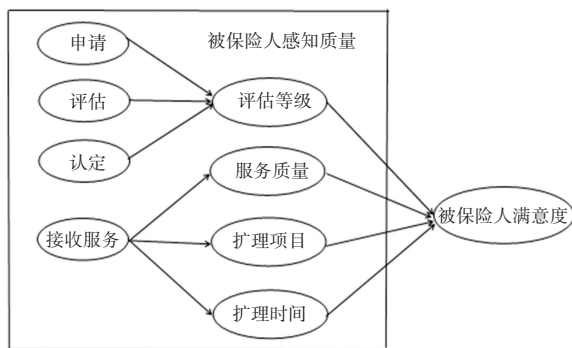 被保险人感知质量
申请
评估
认定
接收服务
评估等级
服务质量
扩理项目
扩理时间
被保险人满意度